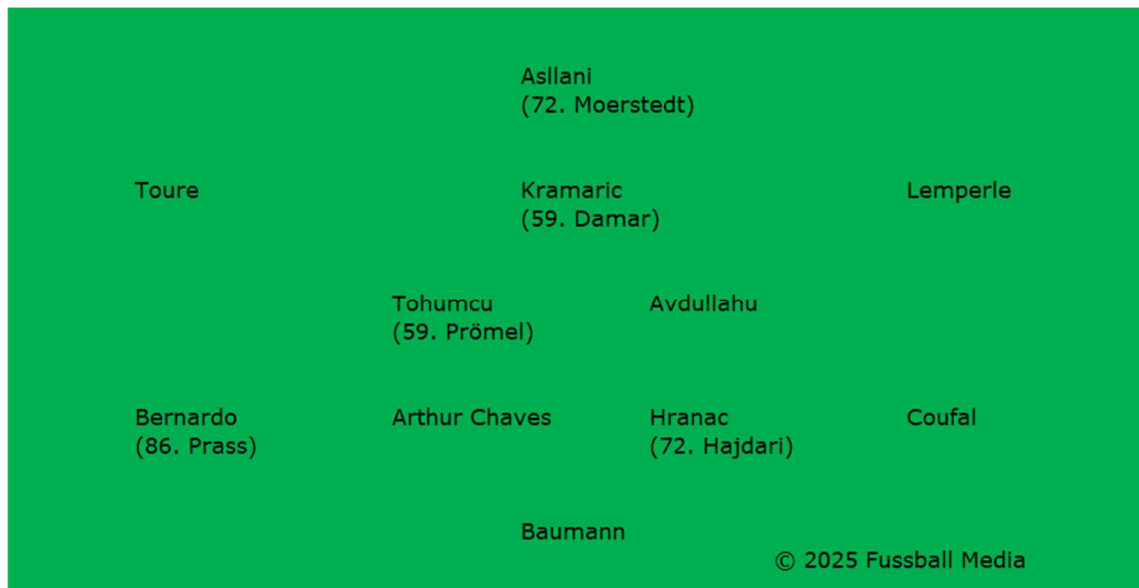 Asllani
(72. Moerstedt)
Toure
Kramaric
(59. Damar)
Lemperle
Tohumcu
(59. Prömel)
Avdullahu
Bernardo
(86. Prass)
Arthur Chaves
Hranac
(72. Hajdari)
Coufal
Baumann
© 2025 Fussball Media